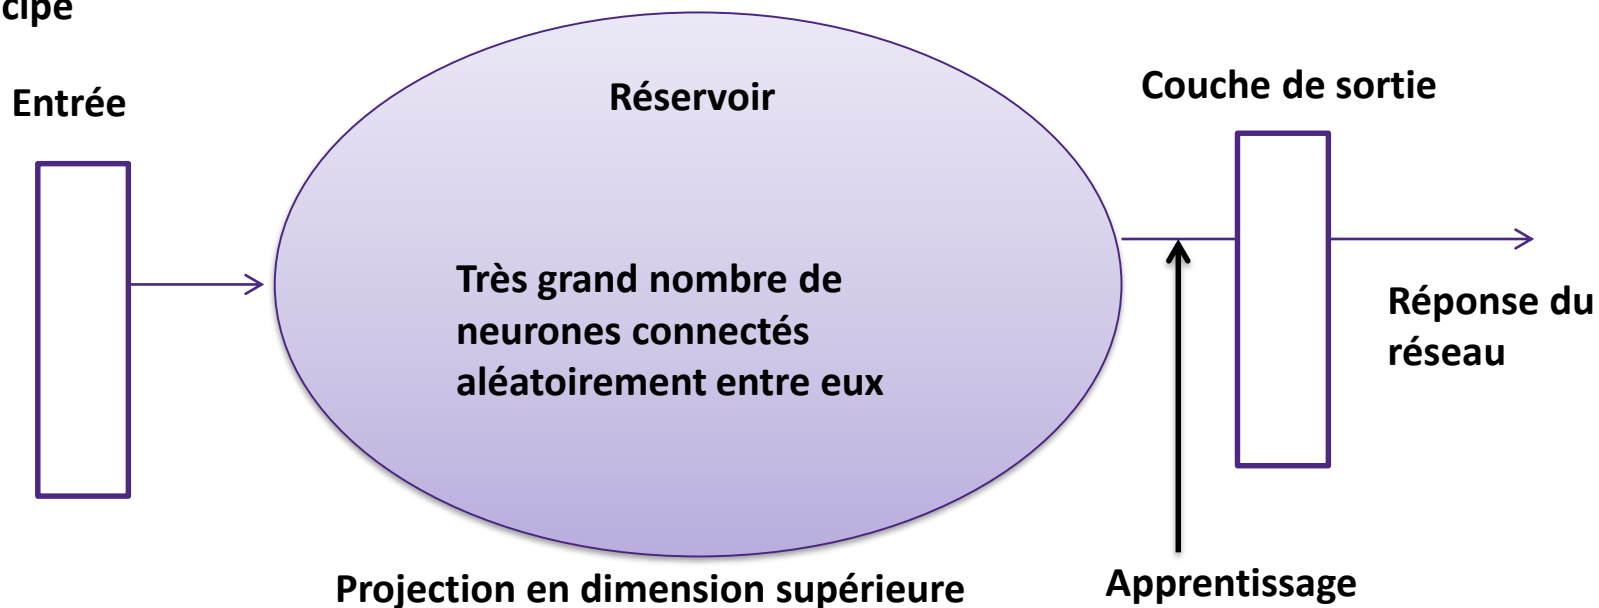 cipe
Entrée
Réservoir
Couche de sortie
Très grand nombre de
neurones connectés
aléatoirement entre eux
Réponse du
réseau
Projection en dimension supérieure
Apprentissage